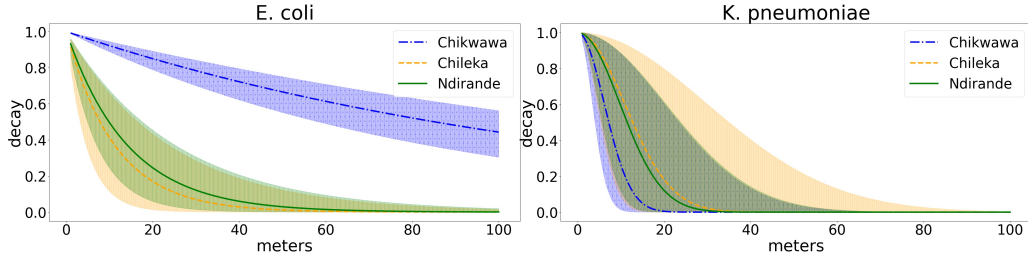 E. coli
decay
1.0
0.8
0.6
0.4
0.2
0.0
0 20 40 60 80 100
meters
Chikwawa
Chileka
Ndirande
K. pneumoniae
decay
1.0
0.8
0.6
0.4
0.2
0.0
0 20 40 60 80 100
meters
Chikwawa
Chileka
Ndirande